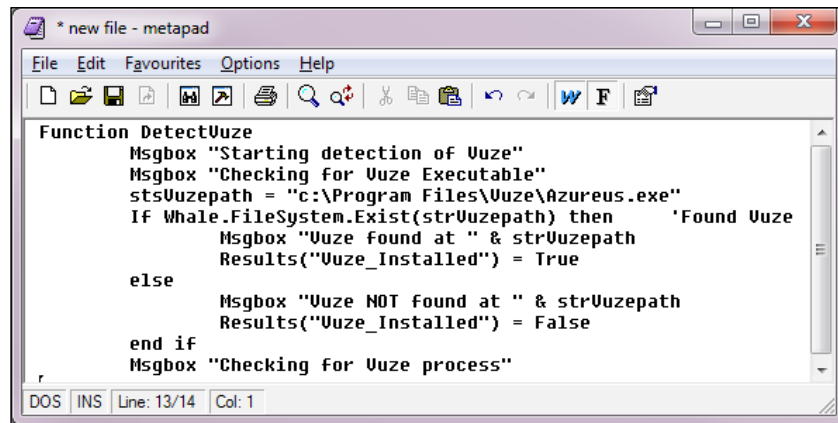 * new file - metapad
File Edit Favourites Options Help
W F
Function DetectVuze
Msgbox "Starting detection of Vuze"
Msgbox "Checking for Vuze Executable"
stsVuzepath = "c:\Program Files\Vuze\Azureus.exe"
If Whale.FileSystem.Exist(strVuzepath) then 'Found Vuze
Msgbox "Vuze found at " & strVuzepath
Results("Vuze_Installed") = True
else
Msgbox "Vuze NOT found at " & strVuzepath
Results("Vuze_Installed") = False
end if
Msgbox "Checking for Vuze process"
DOS INS Line: 13/14 Col: 1